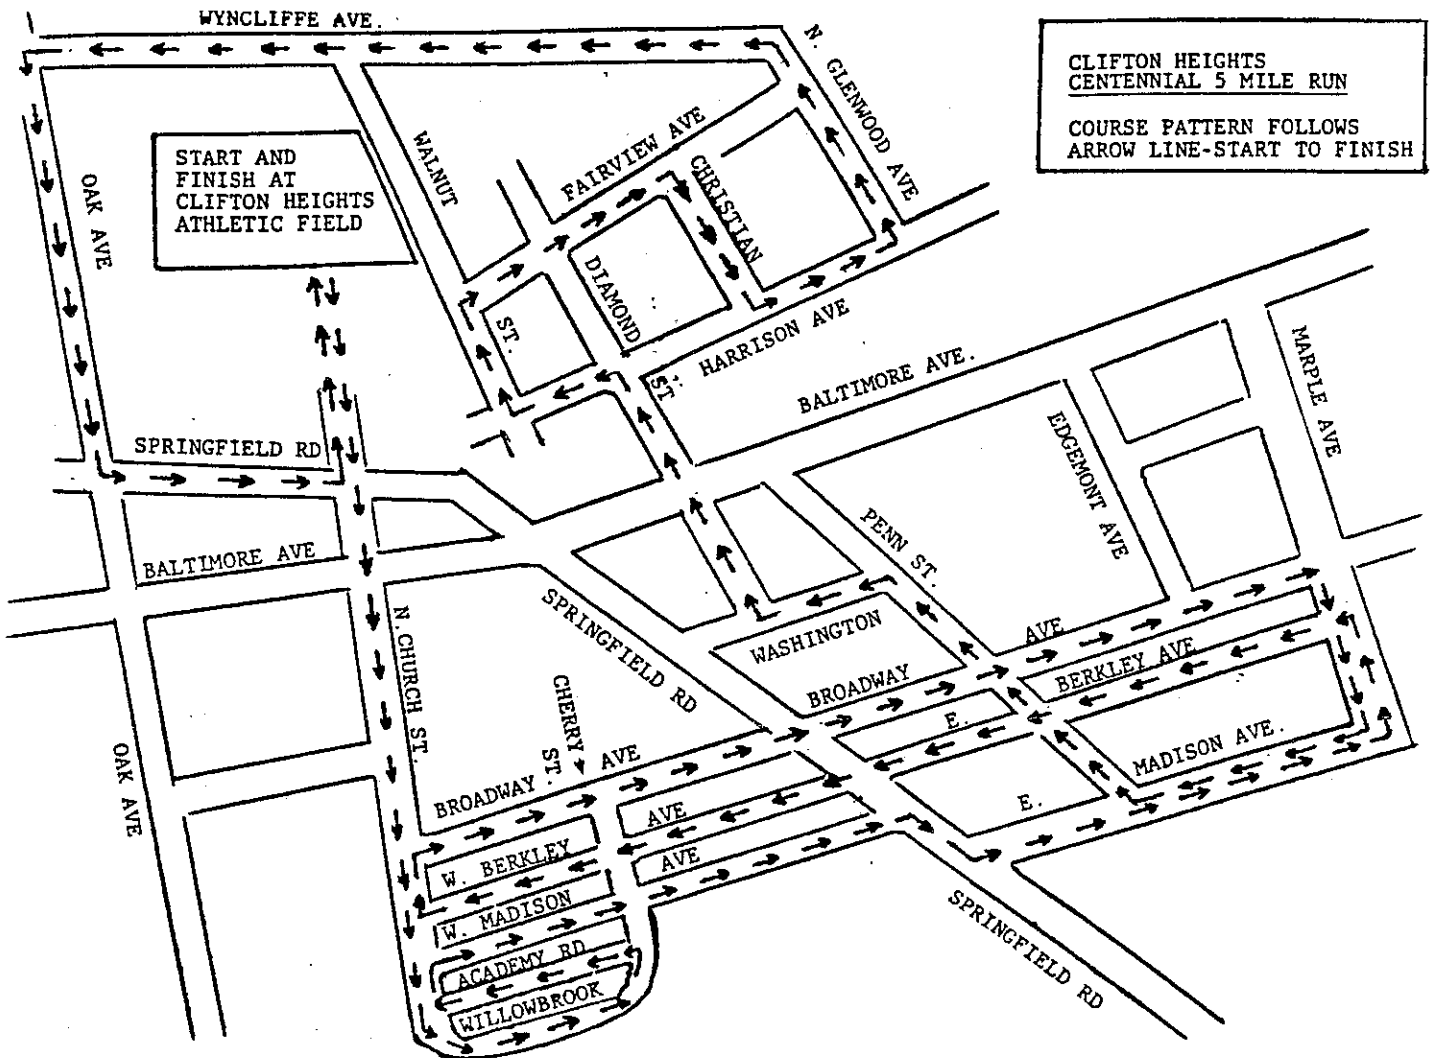 WYNCLIFFE AVE.
N. GLENWOOD AVE
CLIFTON HEIGHTS
CENTENNIAL 5 MILE RUN
COURSE PATTERN FOLLOWS
ARROW LINE-START TO FINISH
START AND
FINISH AT
CLIFTON HEIGHTS
ATHLETIC FIELD
OAK AVE
WALNUT
ST.
FAIRVIEW AVE
CHRISTIAN
DIAMOND
ST.
HARRISON AVE
BALTIMORE AVE.
MARPLE AVE
EDGEMONT AVE
SPRINGFIELD RD
BALTIMORE AVE
PENN ST.
SPRINGFIELD RD
WASHINGTON
N. CHURCH ST.
CHERRY
ST.
BROADWAY
AVE
BROADWAY
AVE
E.
BERKLEY AVE
E.
MADISON AVE.
OAK AVE
W. BERKLEY
AVE
W. MADISON
AVE
ACADEMY RD
WILLOWBROOK
SPRINGFIELD RD